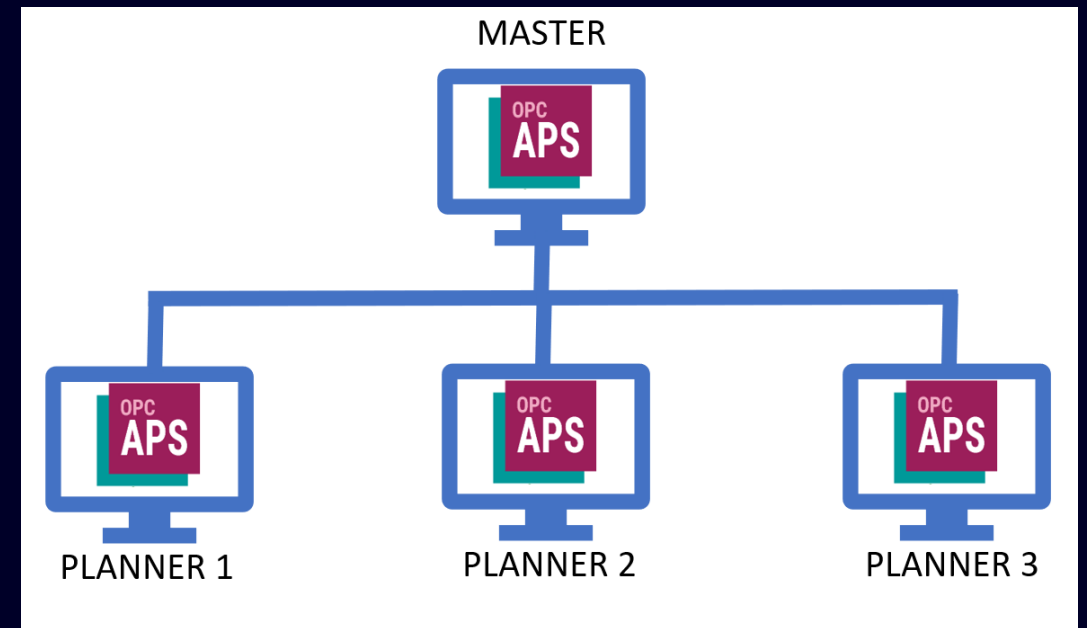 MASTER
OPC
APS
OPC
APS
OPC
APS
OPC
APS
PLANNER 1
PLANNER 2
PLANNER 3